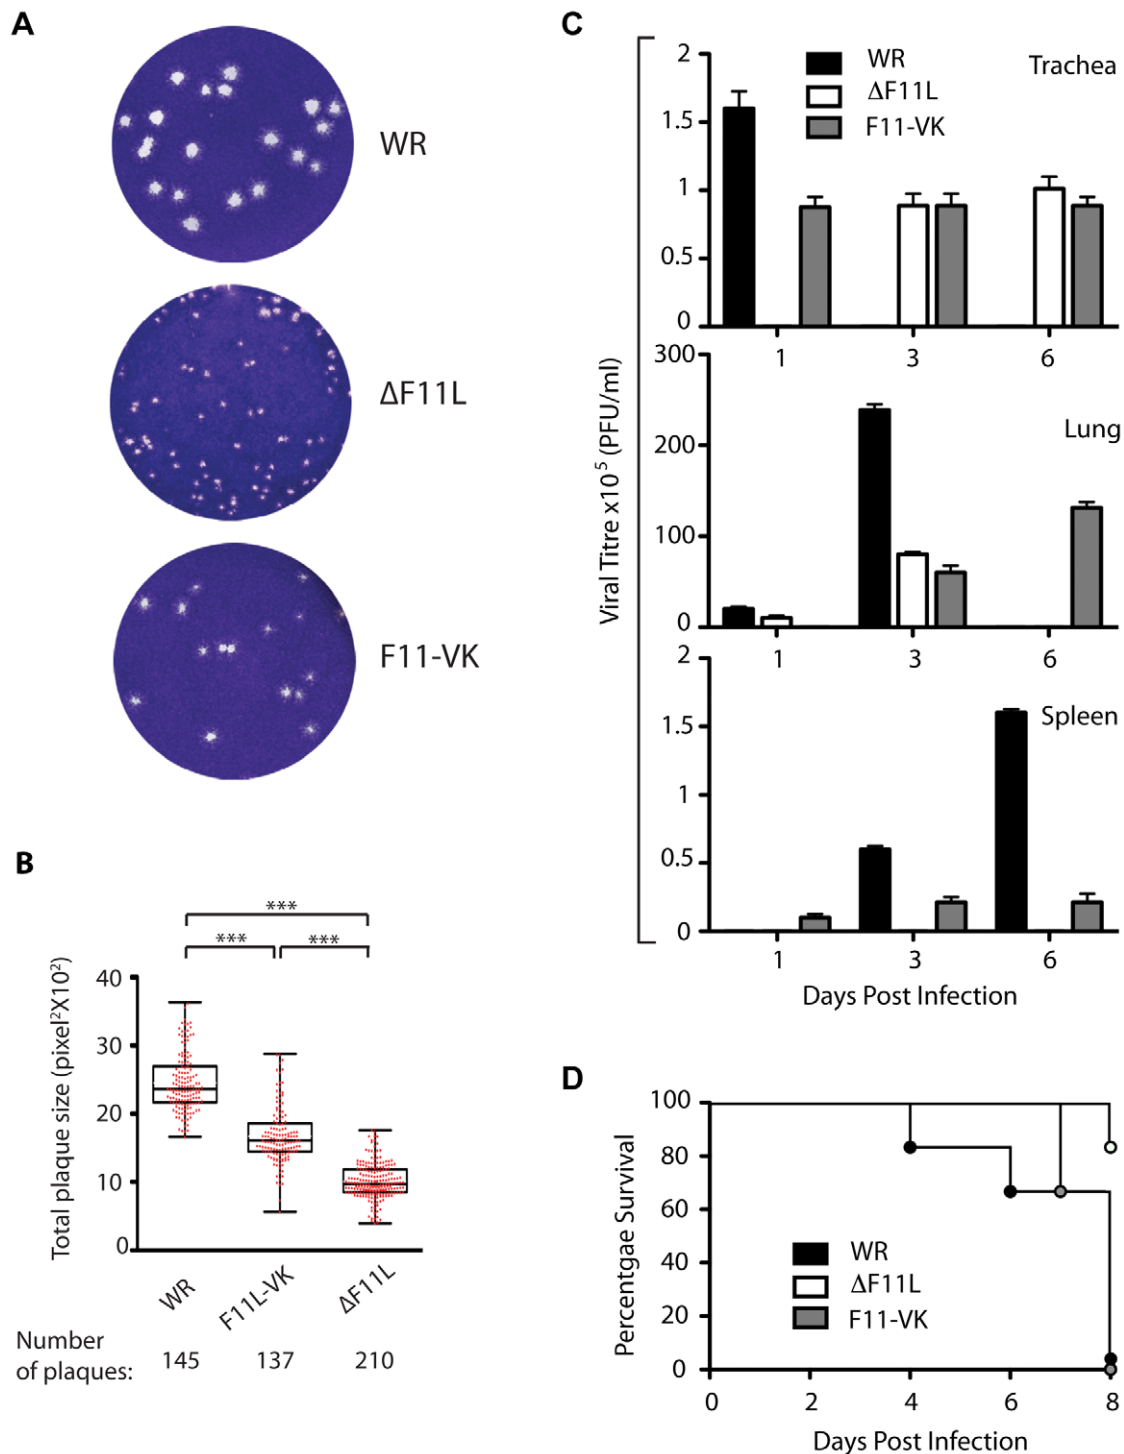 A
WR
ΔF11L
F11-VK
B
***
*** ***
Total plaque size (pixel²X10²)
40
30
20
10
0
WR F11L-VK ΔF11L
Number
of plaques: 145 137 210
C
Viral Titre x10⁵ (PFU/ml)
WR
ΔF11L
F11-VK
Trachea
2
1.5
1
0.5
0
1 3 6
Lung
300
200
100
0
1 3 6
Spleen
2
1.5
1
0.5
0
1 3 6
Days Post Infection
D
Percentgae Survival
100
80
60
40
20
0
WR
ΔF11L
F11-VK
0 2 4 6 8
Days Post Infection